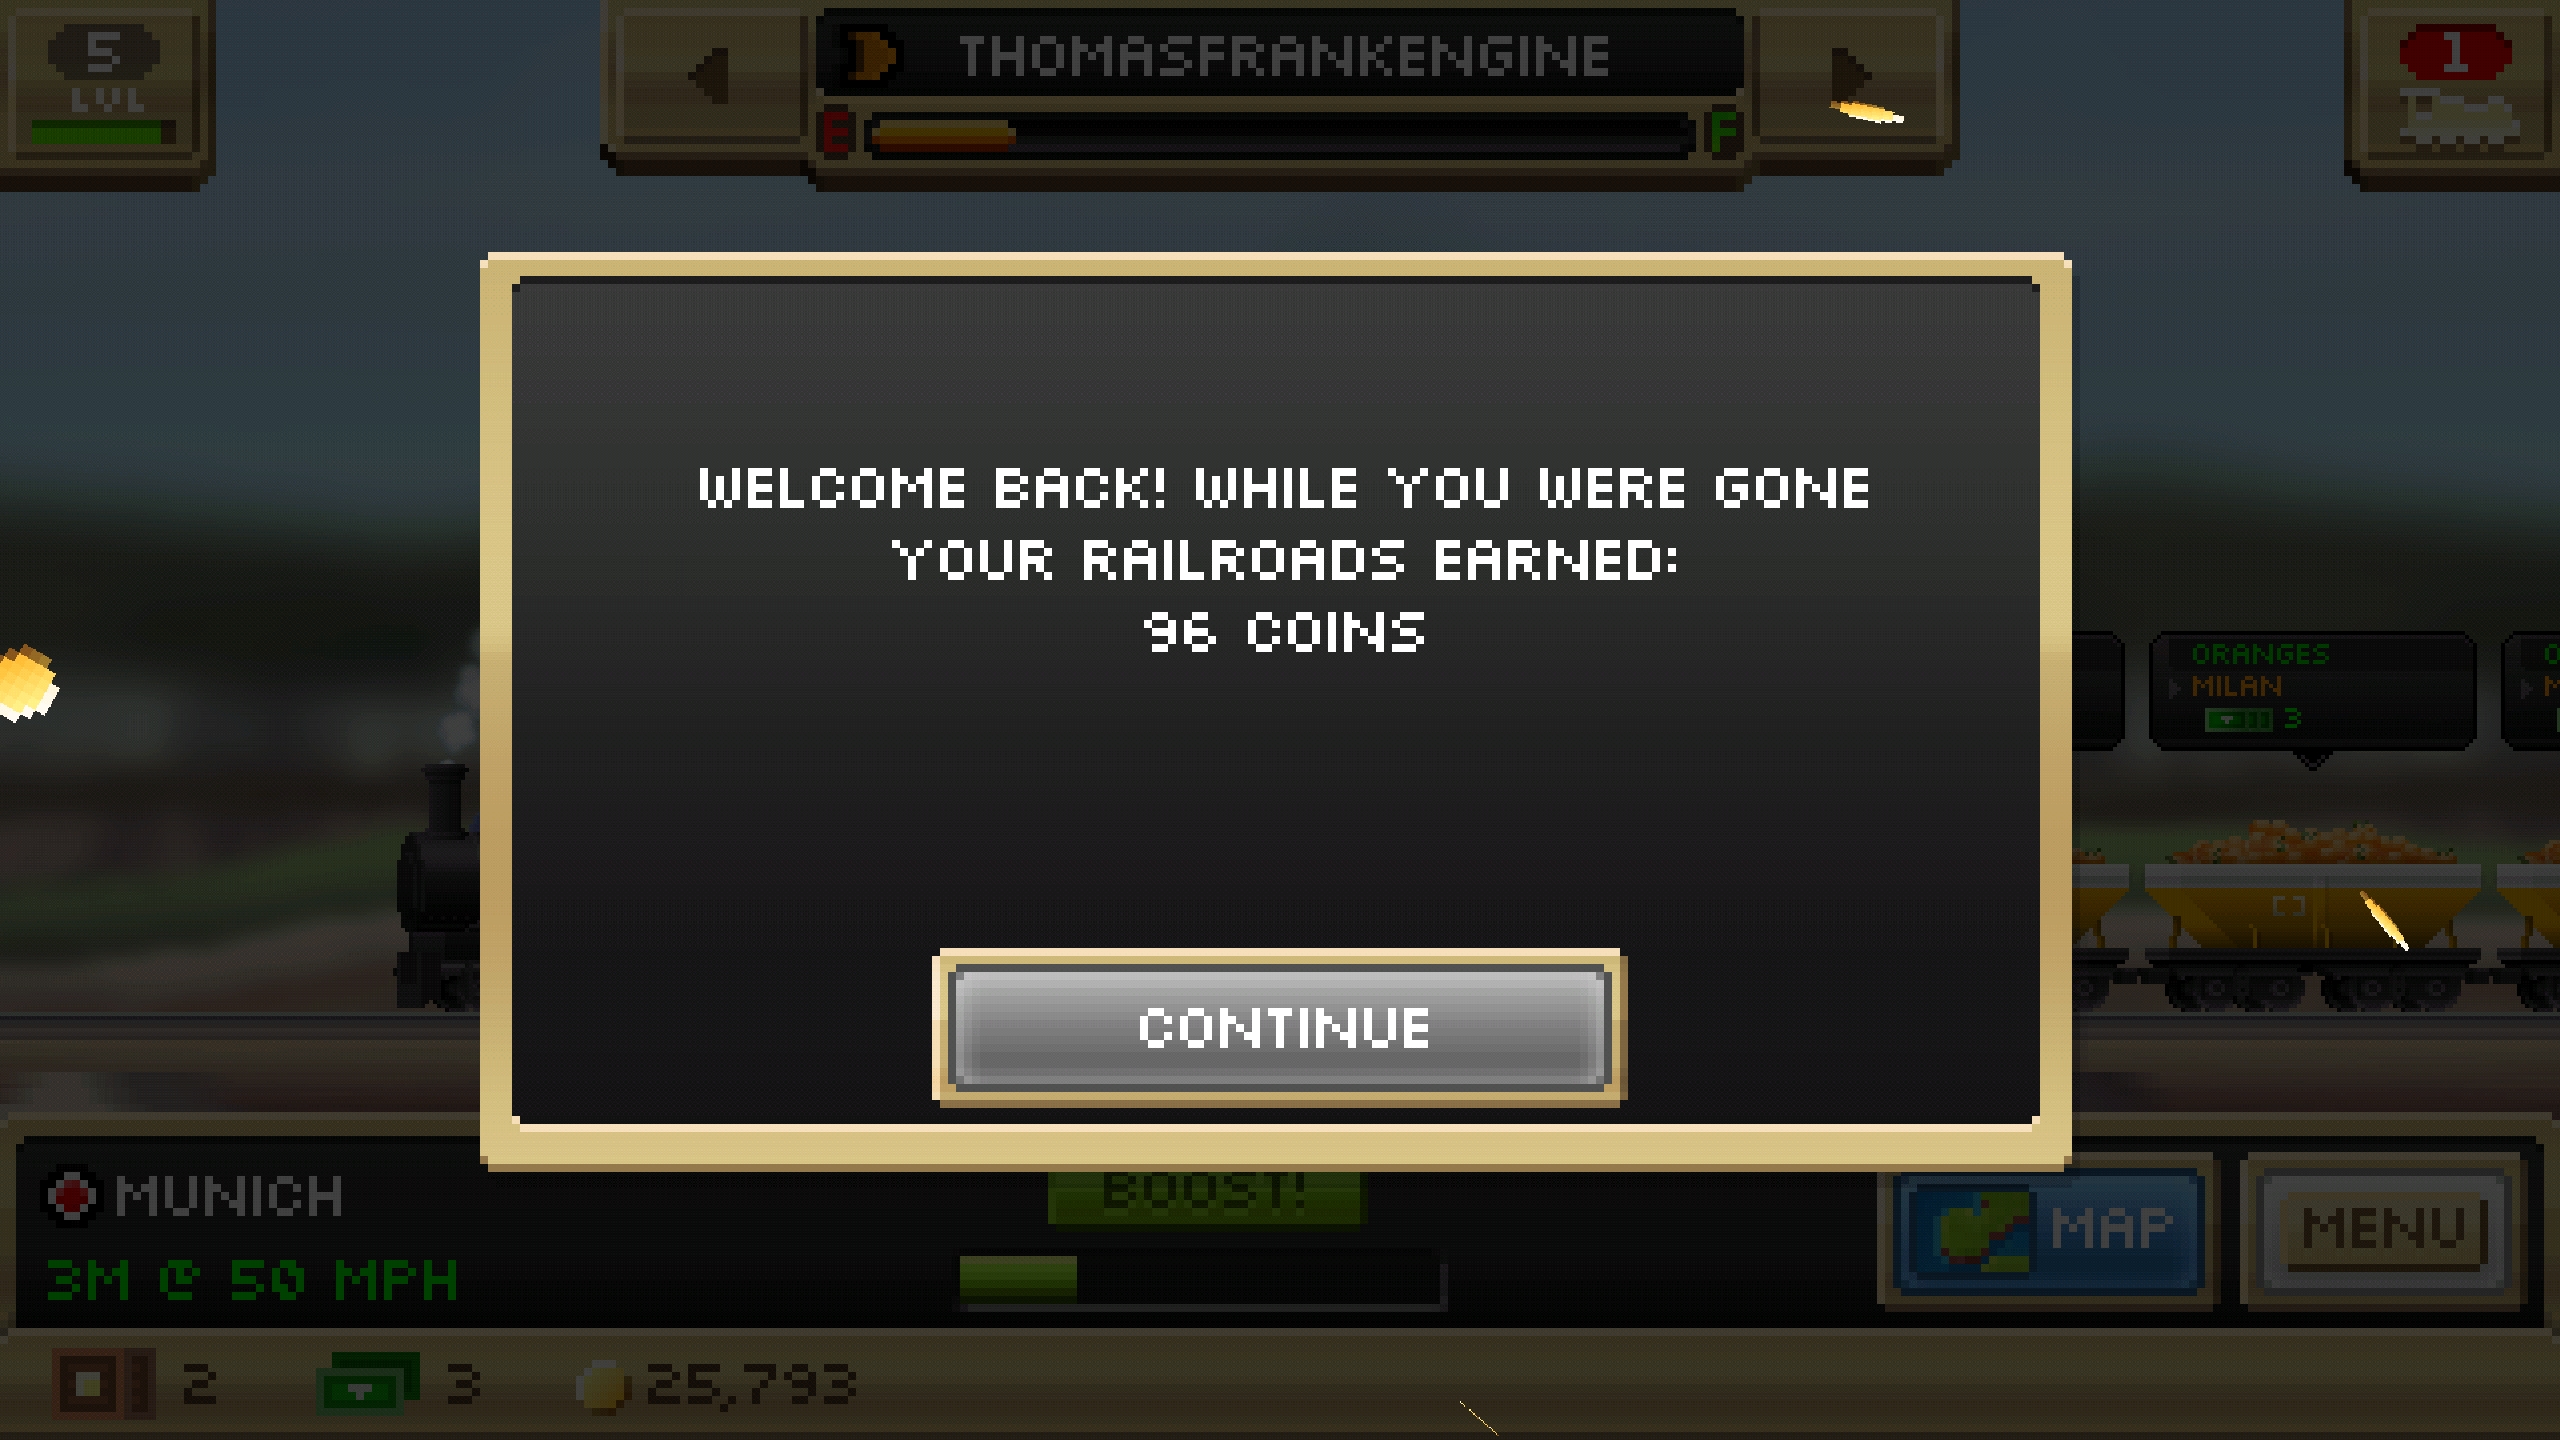 5
LVL
THOMASFRANKENGINE
E
F
1
WELCOME BACK! WHILE YOU WERE GONE
YOUR RAILROADS EARNED:
96 COINS
ORANGES
MILAN
3
CONTINUE
MUNICH
3M @ 50 MPH
BOOST!
MAP
MENU
2
3
25,793